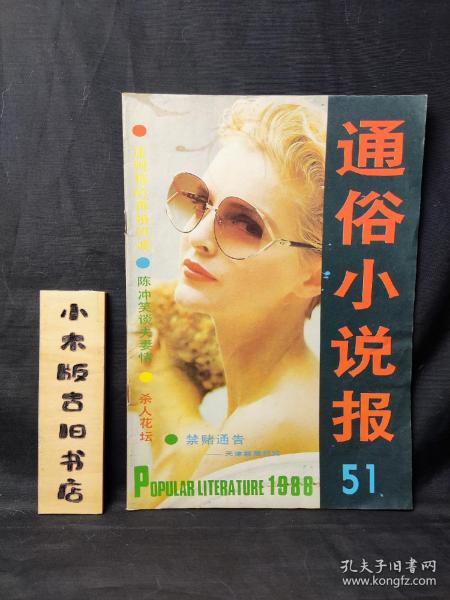 通俗小说报
51
陈冲笑谈夫妻情
杀人花坛
禁赌通告
POPULAR LITERATURE 1988
小木版古旧书店
孔夫子旧书网
www.kongfz.com